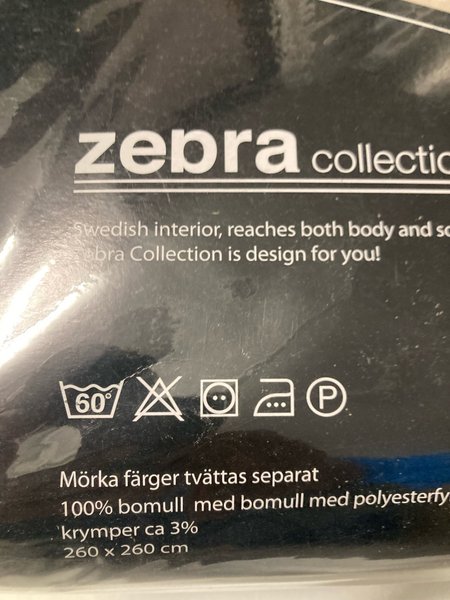 zebra collectio
Swedish interior, reaches both body and so
Zebra Collection is design for you!
60°
P
Mörka färger tvättas separat
100% bomull med bomull med polyesterfy
krymper ca 3%
260 x 260 cm